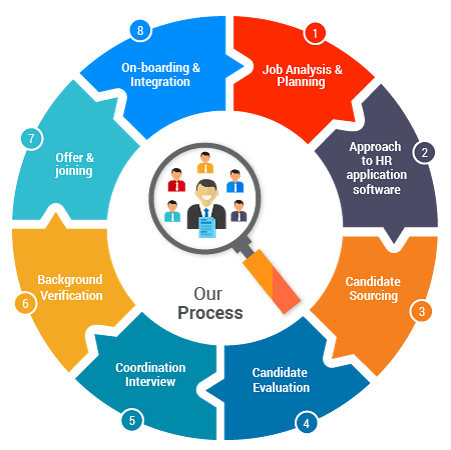 8
On-boarding &
Integration
1
Job Analysis &
Planning
2
Approach
to HR
application
software
3
Candidate
Sourcing
4
Candidate
Evaluation
5
Coordination
Interview
6
Background
Verification
7
Offer &
joining
Our
Process